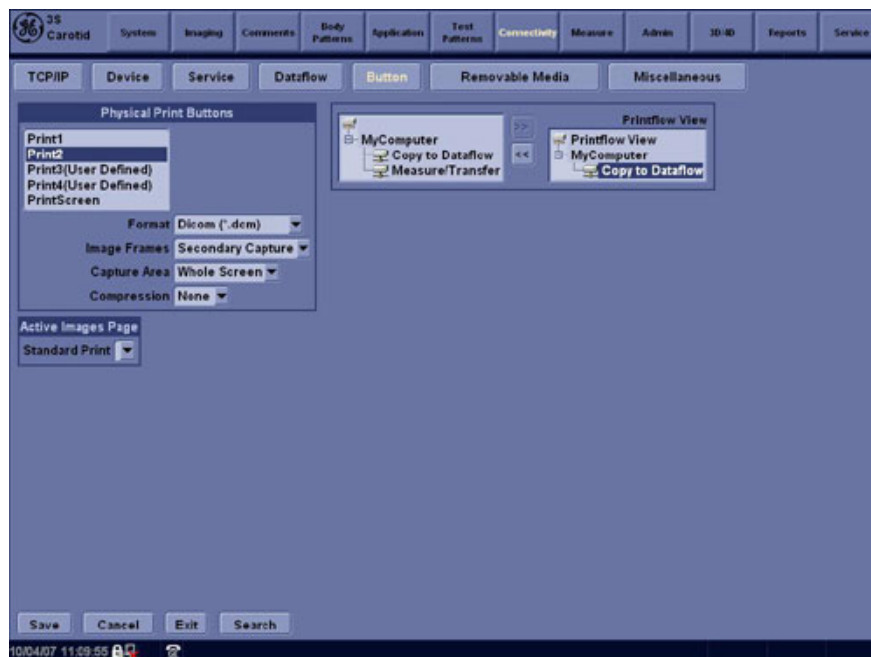 3S
Carotid
System
Imaging
Comments
Body
Patterns
Application
Test
Patterns
Connectivity
Measure
Admin
3D/4D
Reports
Service
TCP/IP
Device
Service
Dataflow
Button
Removable Media
Miscellaneous
Physical Print Buttons
Print1
Print2
Print3(User Defined)
Print4(User Defined)
PrintScreen
Format Dicom (*.dcm)
Image Frames Secondary Capture
Capture Area Whole Screen
Compression None
MyComputer
Copy to Dataflow
Measure/Transfer
>>
<<
Printflow View
Printflow View
MyComputer
Copy to Dataflow
Active Images Page
Standard Print
Save
Cancel
Exit
Search
10/04/07 11:09:55